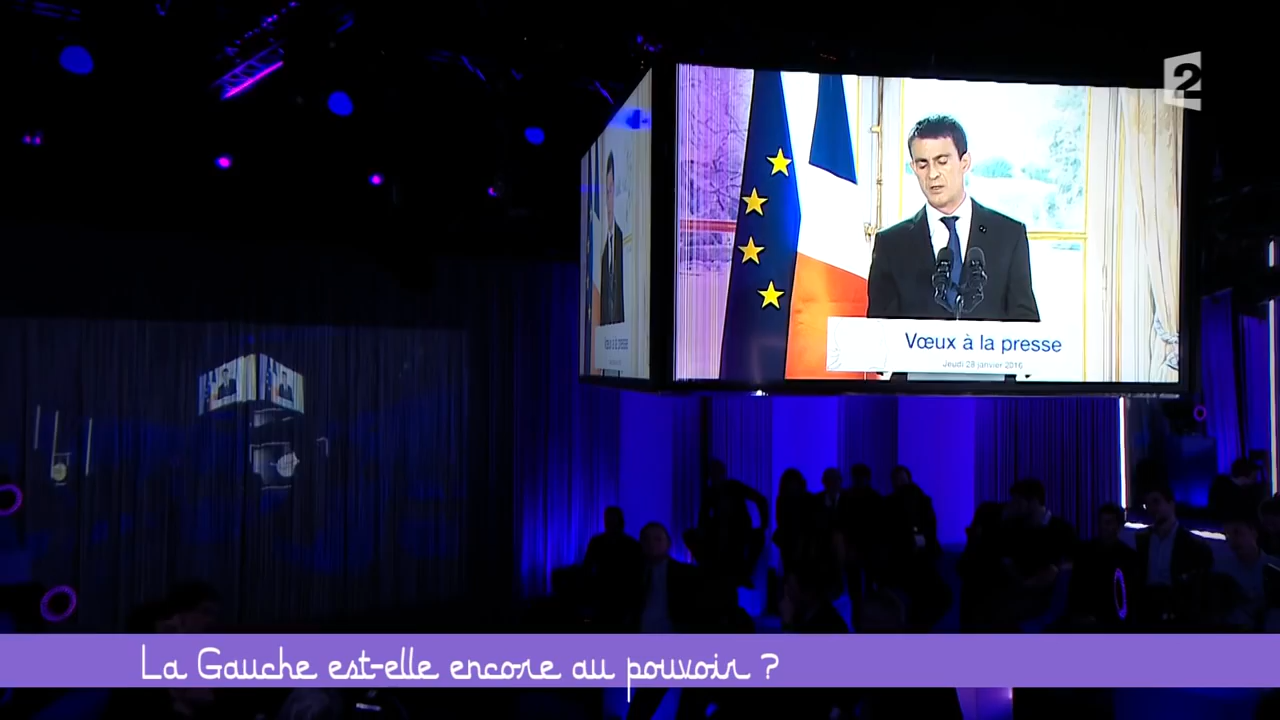 2
Vœux à la presse
Jeudi 28 janvier 2016
La Gauche est-elle encore au pouvoir ?